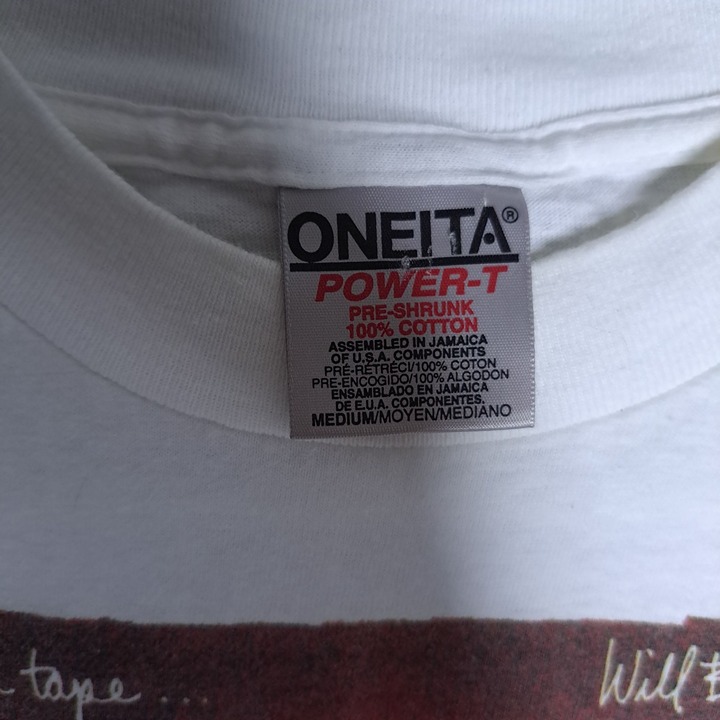 ONEITA®
POWER-T
PRE-SHRUNK
100% COTTON
ASSEMBLED IN JAMAICA
OF U.S.A. COMPONENTS
PRÉ-RÉTRÉCI/100% COTON
PRE-ENCOGIDO/100% ALGODON
ENSAMBLADO EN JAMAICA
DE E.U.A. COMPONENTES.
MEDIUM/MOYEN/MEDIANO
tape ... Will